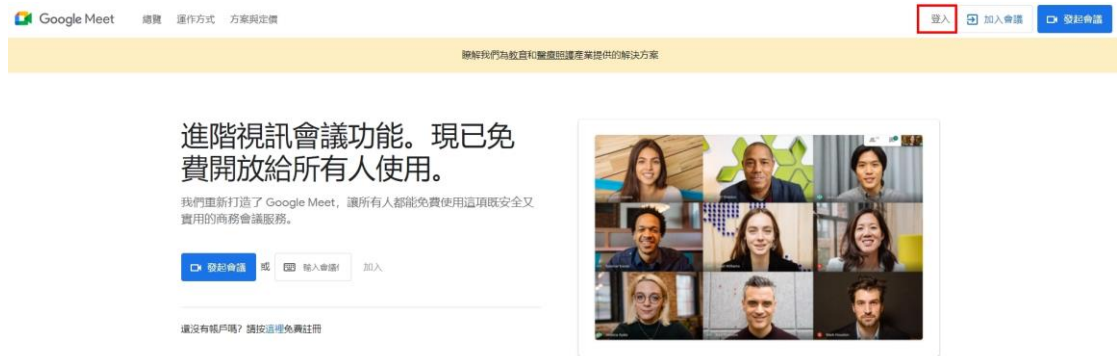 Google Meet 總覽 運作方式 方案與定價 登入 加入會議 發起會議
瞭解我們為教育和醫療照護產業提供的解決方案
進階視訊會議功能。現已免
費開放給所有人使用。
我們重新打造了 Google Meet，讓所有人都能免費使用這項既安全又
實用的商務會議服務。
發起會議 或 輸入會議 加入
還沒有帳戶嗎？請按這裡免費註冊